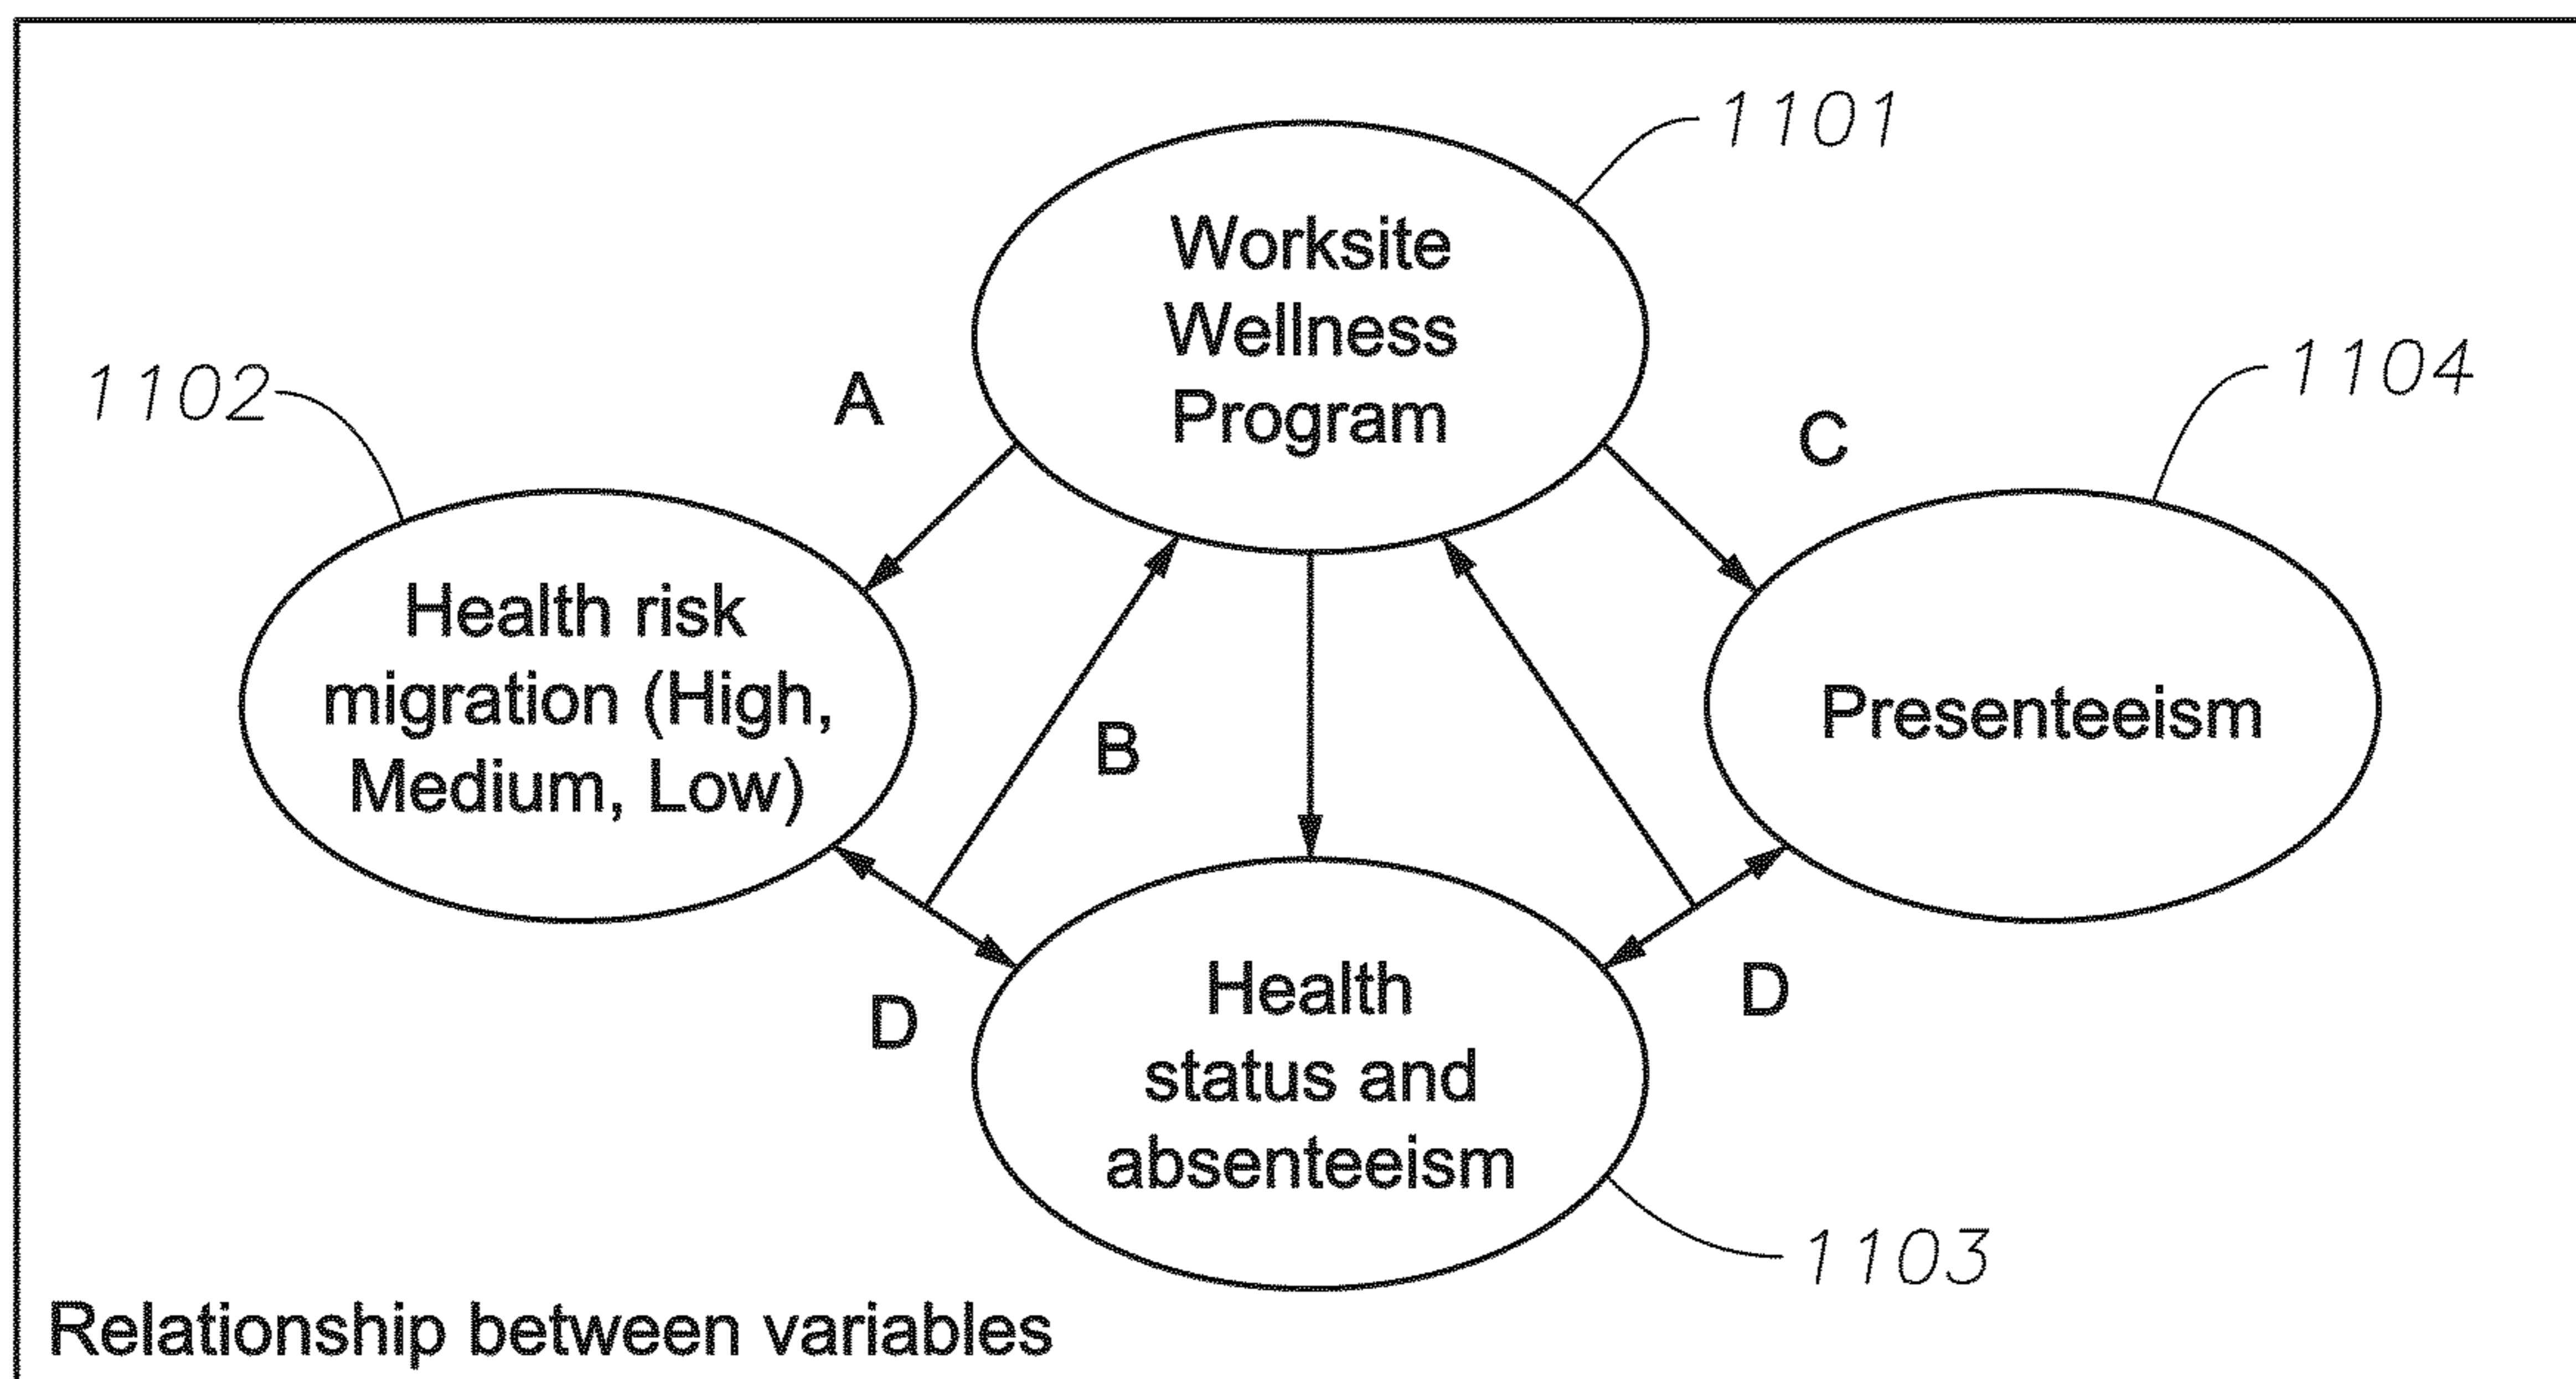 1101
Worksite
Wellness
Program
1102
A
1104
C
Health risk
migration (High,
Medium, Low)
B
Presenteeism
D
D
Health
status and
absenteeism
1103
Relationship between variables